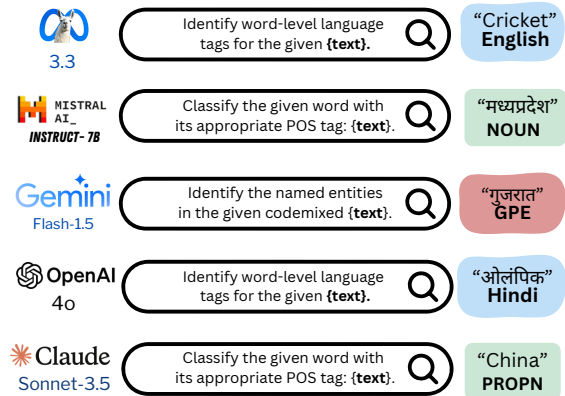 3.3
Identify word-level language
tags for the given {text}.
“Cricket”
English
MISTRAL
AI_
INSTRUCT- 7B
Classify the given word with
its appropriate POS tag: {text}.
“मध्यप्रदेश”
NOUN
Gemini
Flash-1.5
Identify the named entities
in the given codemixed {text}.
“गुजरात”
GPE
OpenAI
4o
Identify word-level language
tags for the given {text}.
“ओलंपिक”
Hindi
Claude
Sonnet-3.5
Classify the given word with
its appropriate POS tag: {text}.
“China”
PROPN